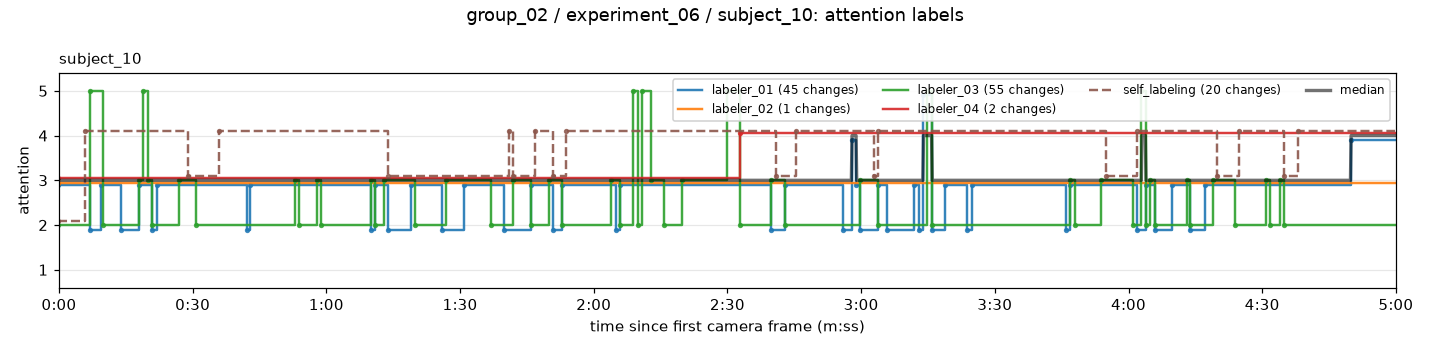 group_02 / experiment_06 / subject_10: attention labels
subject_10
labeler_01 (45 changes)
labeler_02 (1 changes)
labeler_03 (55 changes)
labeler_04 (2 changes)
self_labeling (20 changes)
median
attention
5
4
3
2
1
0:00 0:30 1:00 1:30 2:00 2:30 3:00 3:30 4:00 4:30 5:00
time since first camera frame (m:ss)